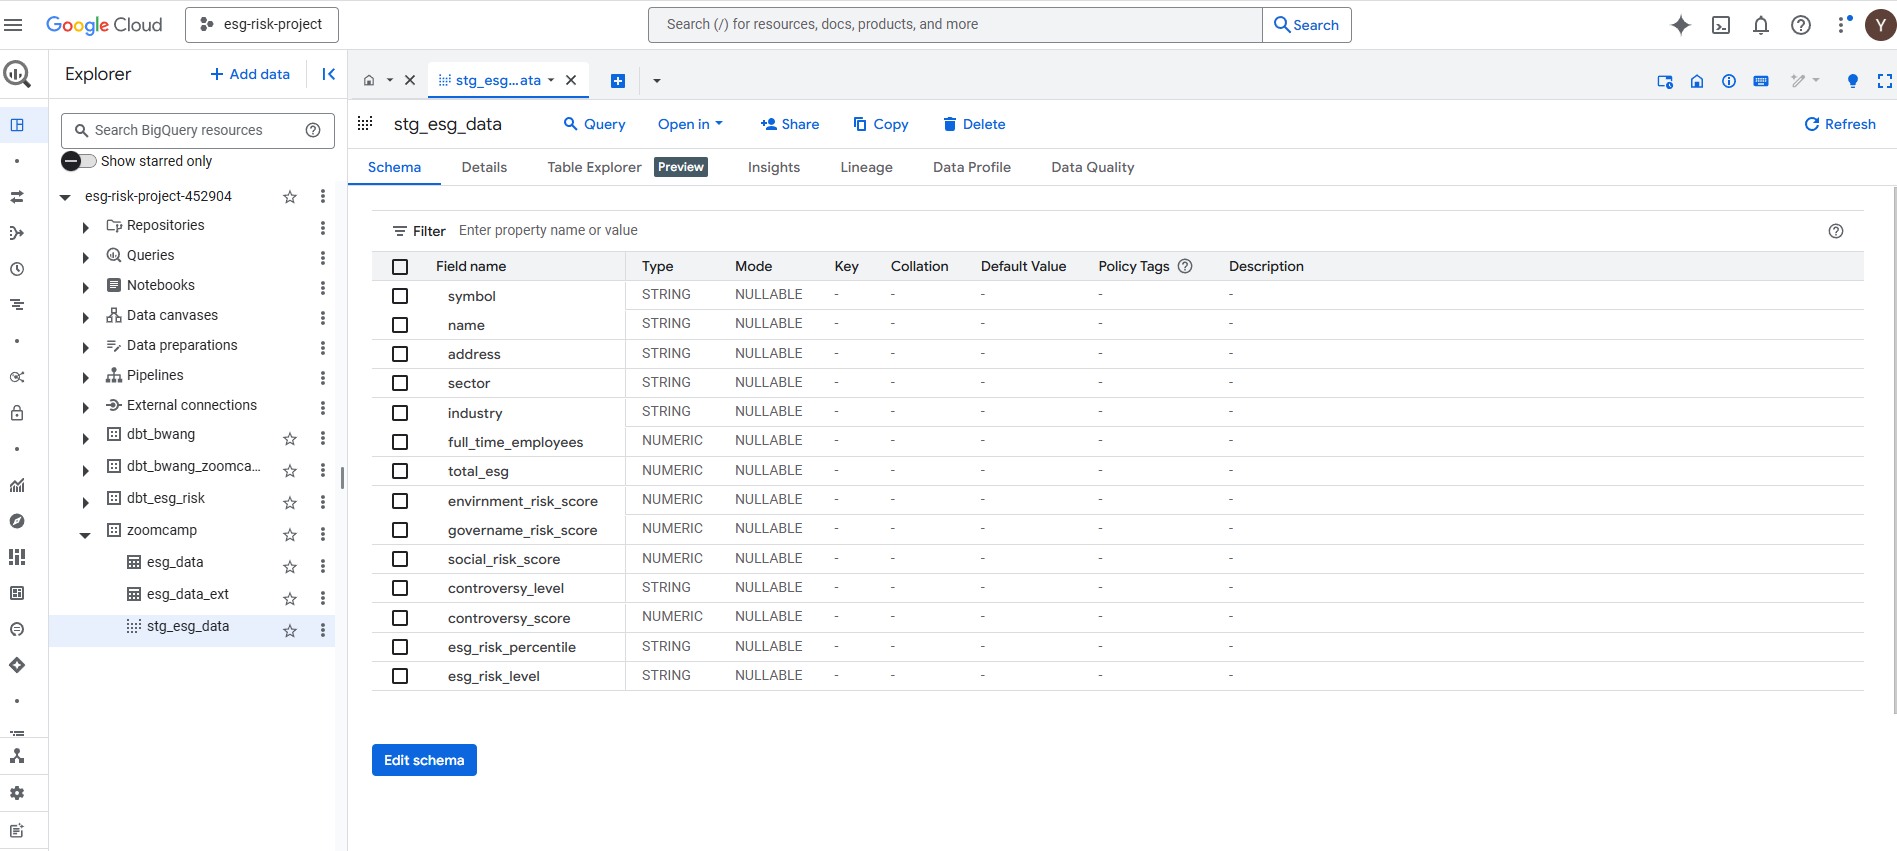 Google Cloud esg-risk-project Search (/) for resources, docs, products, and more Search Y
Explorer + Add data
stg_esg...ata
Search BigQuery resources
Show starred only
esg-risk-project-452904
Repositories
Queries
Notebooks
Data canvases
Data preparations
Pipelines
External connections
dbt_bwang
dbt_bwang_zoomca...
dbt_esg_risk
zoomcamp
esg_data
esg_data_ext
stg_esg_data
stg_esg_data Query Open in Share Copy Delete Refresh
Schema Details Table Explorer Preview Insights Lineage Data Profile Data Quality
Filter Enter property name or value
Field name Type Mode Key Collation Default Value Policy Tags Description
symbol STRING NULLABLE - - - - -
name STRING NULLABLE - - - - -
address STRING NULLABLE - - - - -
sector STRING NULLABLE - - - - -
industry STRING NULLABLE - - - - -
full_time_employees NUMERIC NULLABLE - - - - -
total_esg NUMERIC NULLABLE - - - - -
envirnment_risk_score NUMERIC NULLABLE - - - - -
govername_risk_score NUMERIC NULLABLE - - - - -
social_risk_score NUMERIC NULLABLE - - - - -
controversy_level STRING NULLABLE - - - - -
controversy_score NUMERIC NULLABLE - - - - -
esg_risk_percentile STRING NULLABLE - - - - -
esg_risk_level STRING NULLABLE - - - - -
Edit schema